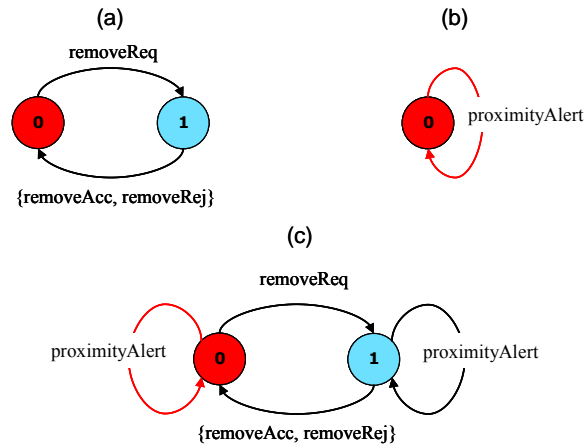 (a)
removeReq
0
1
{removeAcc, removeRej}
(b)
0
proximityAlert
(c)
removeReq
proximityAlert
0
1
proximityAlert
{removeAcc, removeRej}